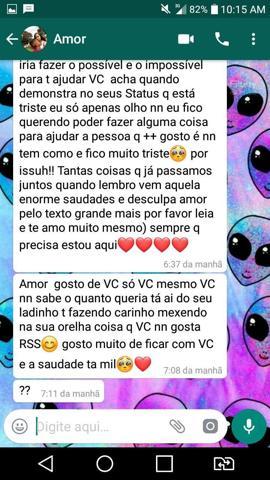 3G 82% 10:15 AM
Amor
iria fazer o possível e o impossível
para t ajudar VC acha quando
demonstra no seus Status q está
triste eu só apenas olho nn eu fico
querendo poder fazer alguma coisa
para ajudar a pessoa q ++ gosto é nn
tem como e fico muito triste🥺 por
issuh!! Tantas coisas q já passamos
juntos quando lembro vem aquela
enorme saudades e desculpa amor
pelo texto grande mais por favor leia
e te amo muito mesmo) sempre q
precisa estou aqui❤❤❤❤
6:37 da manhã
Amor gosto de VC só VC mesmo VC
nn sabe o quanto queria tá ai do seu
ladinho t fazendo carinho mexendo
na sua orelha coisa q VC nn gosta
RSS😊 gosto muito de ficar com VC
e a saudade ta mil🥺❤
7:08 da manhã
?? 7:11 da manhã
Digite aqui...